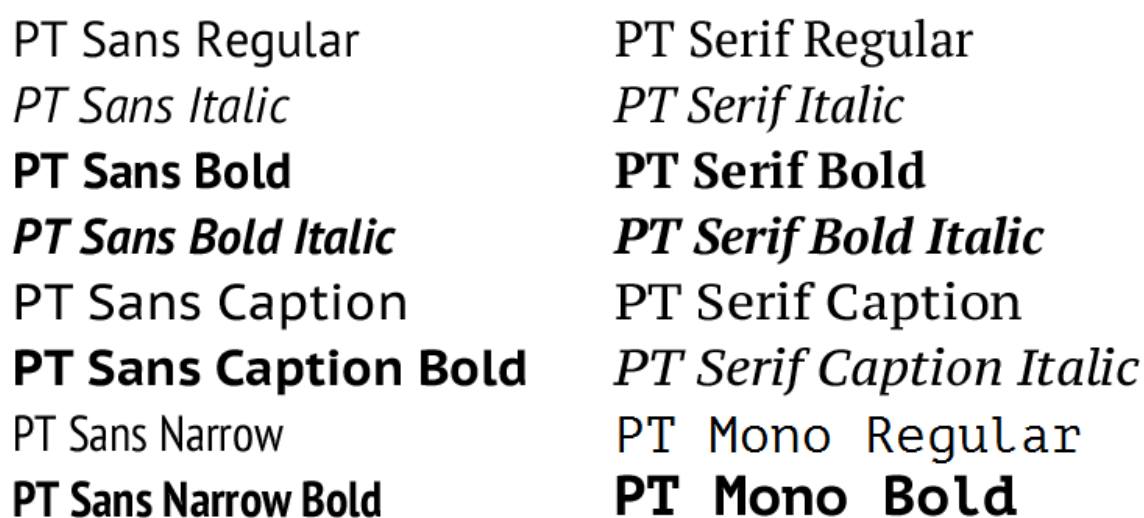 PT Sans Regular
PT Sans Italic
PT Sans Bold
PT Sans Bold Italic
PT Sans Caption
PT Sans Caption Bold
PT Sans Narrow
PT Sans Narrow Bold
PT Serif Regular
PT Serif Italic
PT Serif Bold
PT Serif Bold Italic
PT Serif Caption
PT Serif Caption Italic
PT Mono Regular
PT Mono Bold